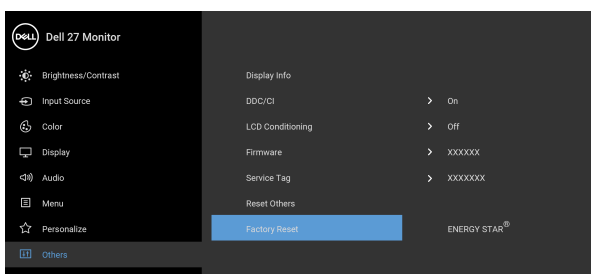 DELL Dell 27 Monitor
Brightness/Contrast Display Info
Input Source DDC/CI > On
Color LCD Conditioning > Off
Display Firmware > XXXXXX
Audio Service Tag > XXXXXXX
Menu Reset Others
Personalize Factory Reset ENERGY STAR®
Others